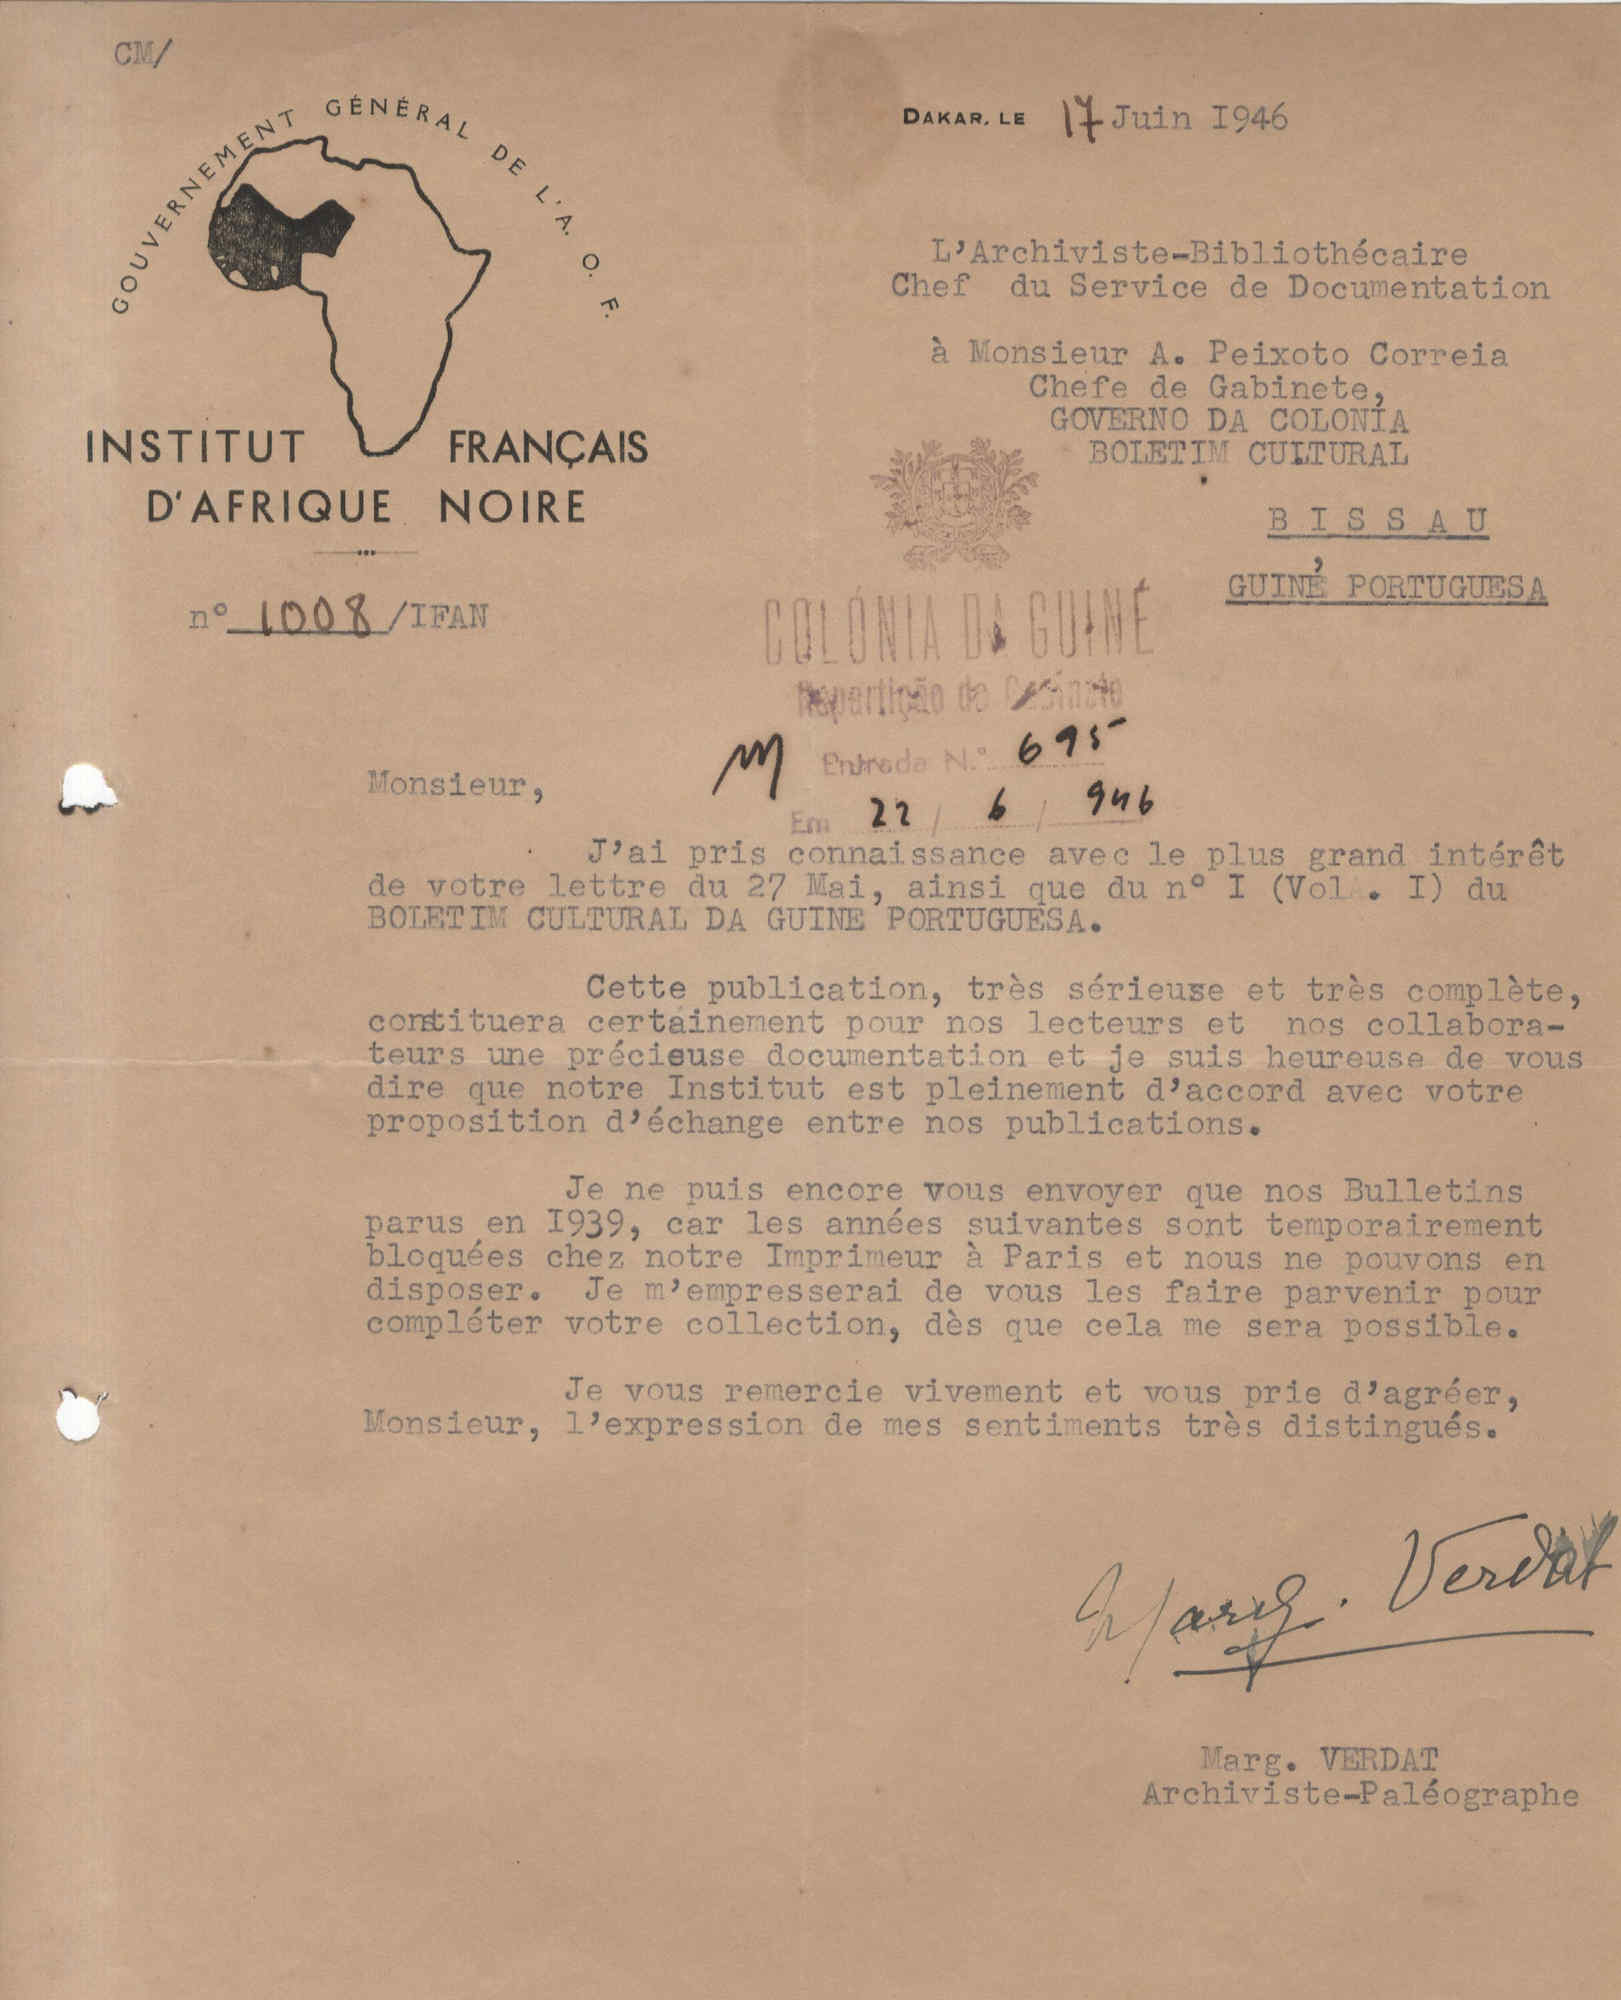 CM/
GOUVERNEMENT GÉNÉRAL DE L'A.O.F.
INSTITUT FRANÇAIS
D'AFRIQUE NOIRE
n° 1008/IFAN
DAKAR, LE 17 Juin I946
L'Archiviste-Bibliothécaire
Chef du Service de Documentation
à Monsieur A. Peixoto Correia
Chefe de Gabinete,
GOVERNO DA COLONIA
BOLETIM CULTURAL
BISSAU
GUINÉ PORTUGUESA
COLÓNIA DA GUINÉ
Repartição do Gabinete
Entrada N.° 695
Em 22 / 6 / 946
Monsieur,
J'ai pris connaissance avec le plus grand intérêt
de votre lettre du 27 Mai, ainsi que du n° I (Vol. I) du
BOLETIM CULTURAL DA GUINE PORTUGUESA.
Cette publication, très sérieuse et très complète,
constituera certainement pour nos lecteurs et nos collabora-
teurs une précieuse documentation et je suis heureuse de vous
dire que notre Institut est pleinement d'accord avec votre
proposition d'échange entre nos publications.
Je ne puis encore vous envoyer que nos Bulletins
parus en I939, car les années suivantes sont temporairement
bloquées chez notre Imprimeur à Paris et nous ne pouvons en
disposer. Je m'empresserai de vous les faire parvenir pour
compléter votre collection, dès que cela me sera possible.
Je vous remercie vivement et vous prie d'agréer,
Monsieur, l'expression de mes sentiments très distingués.
Marg. Verdat
Marg. VERDAT
Archiviste-Paléographe